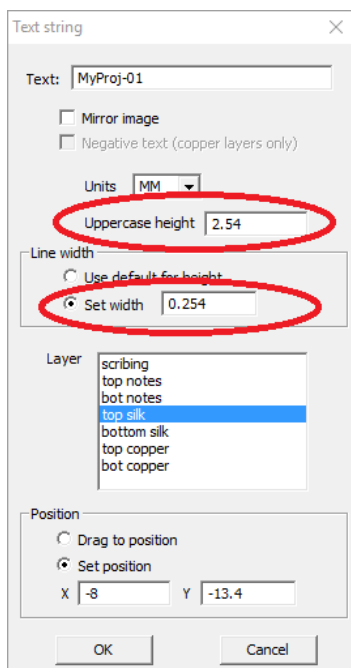 Text string
Text: MyProj-01
Mirror image
Negative text (copper layers only)
Units MM
Uppercase height 2.54
Line width
Use default for height
Set width 0.254
Layer
scribing
top notes
bot notes
top silk
bottom silk
top copper
bot copper
Position
Drag to position
Set position
X -8 Y -13.4
OK Cancel